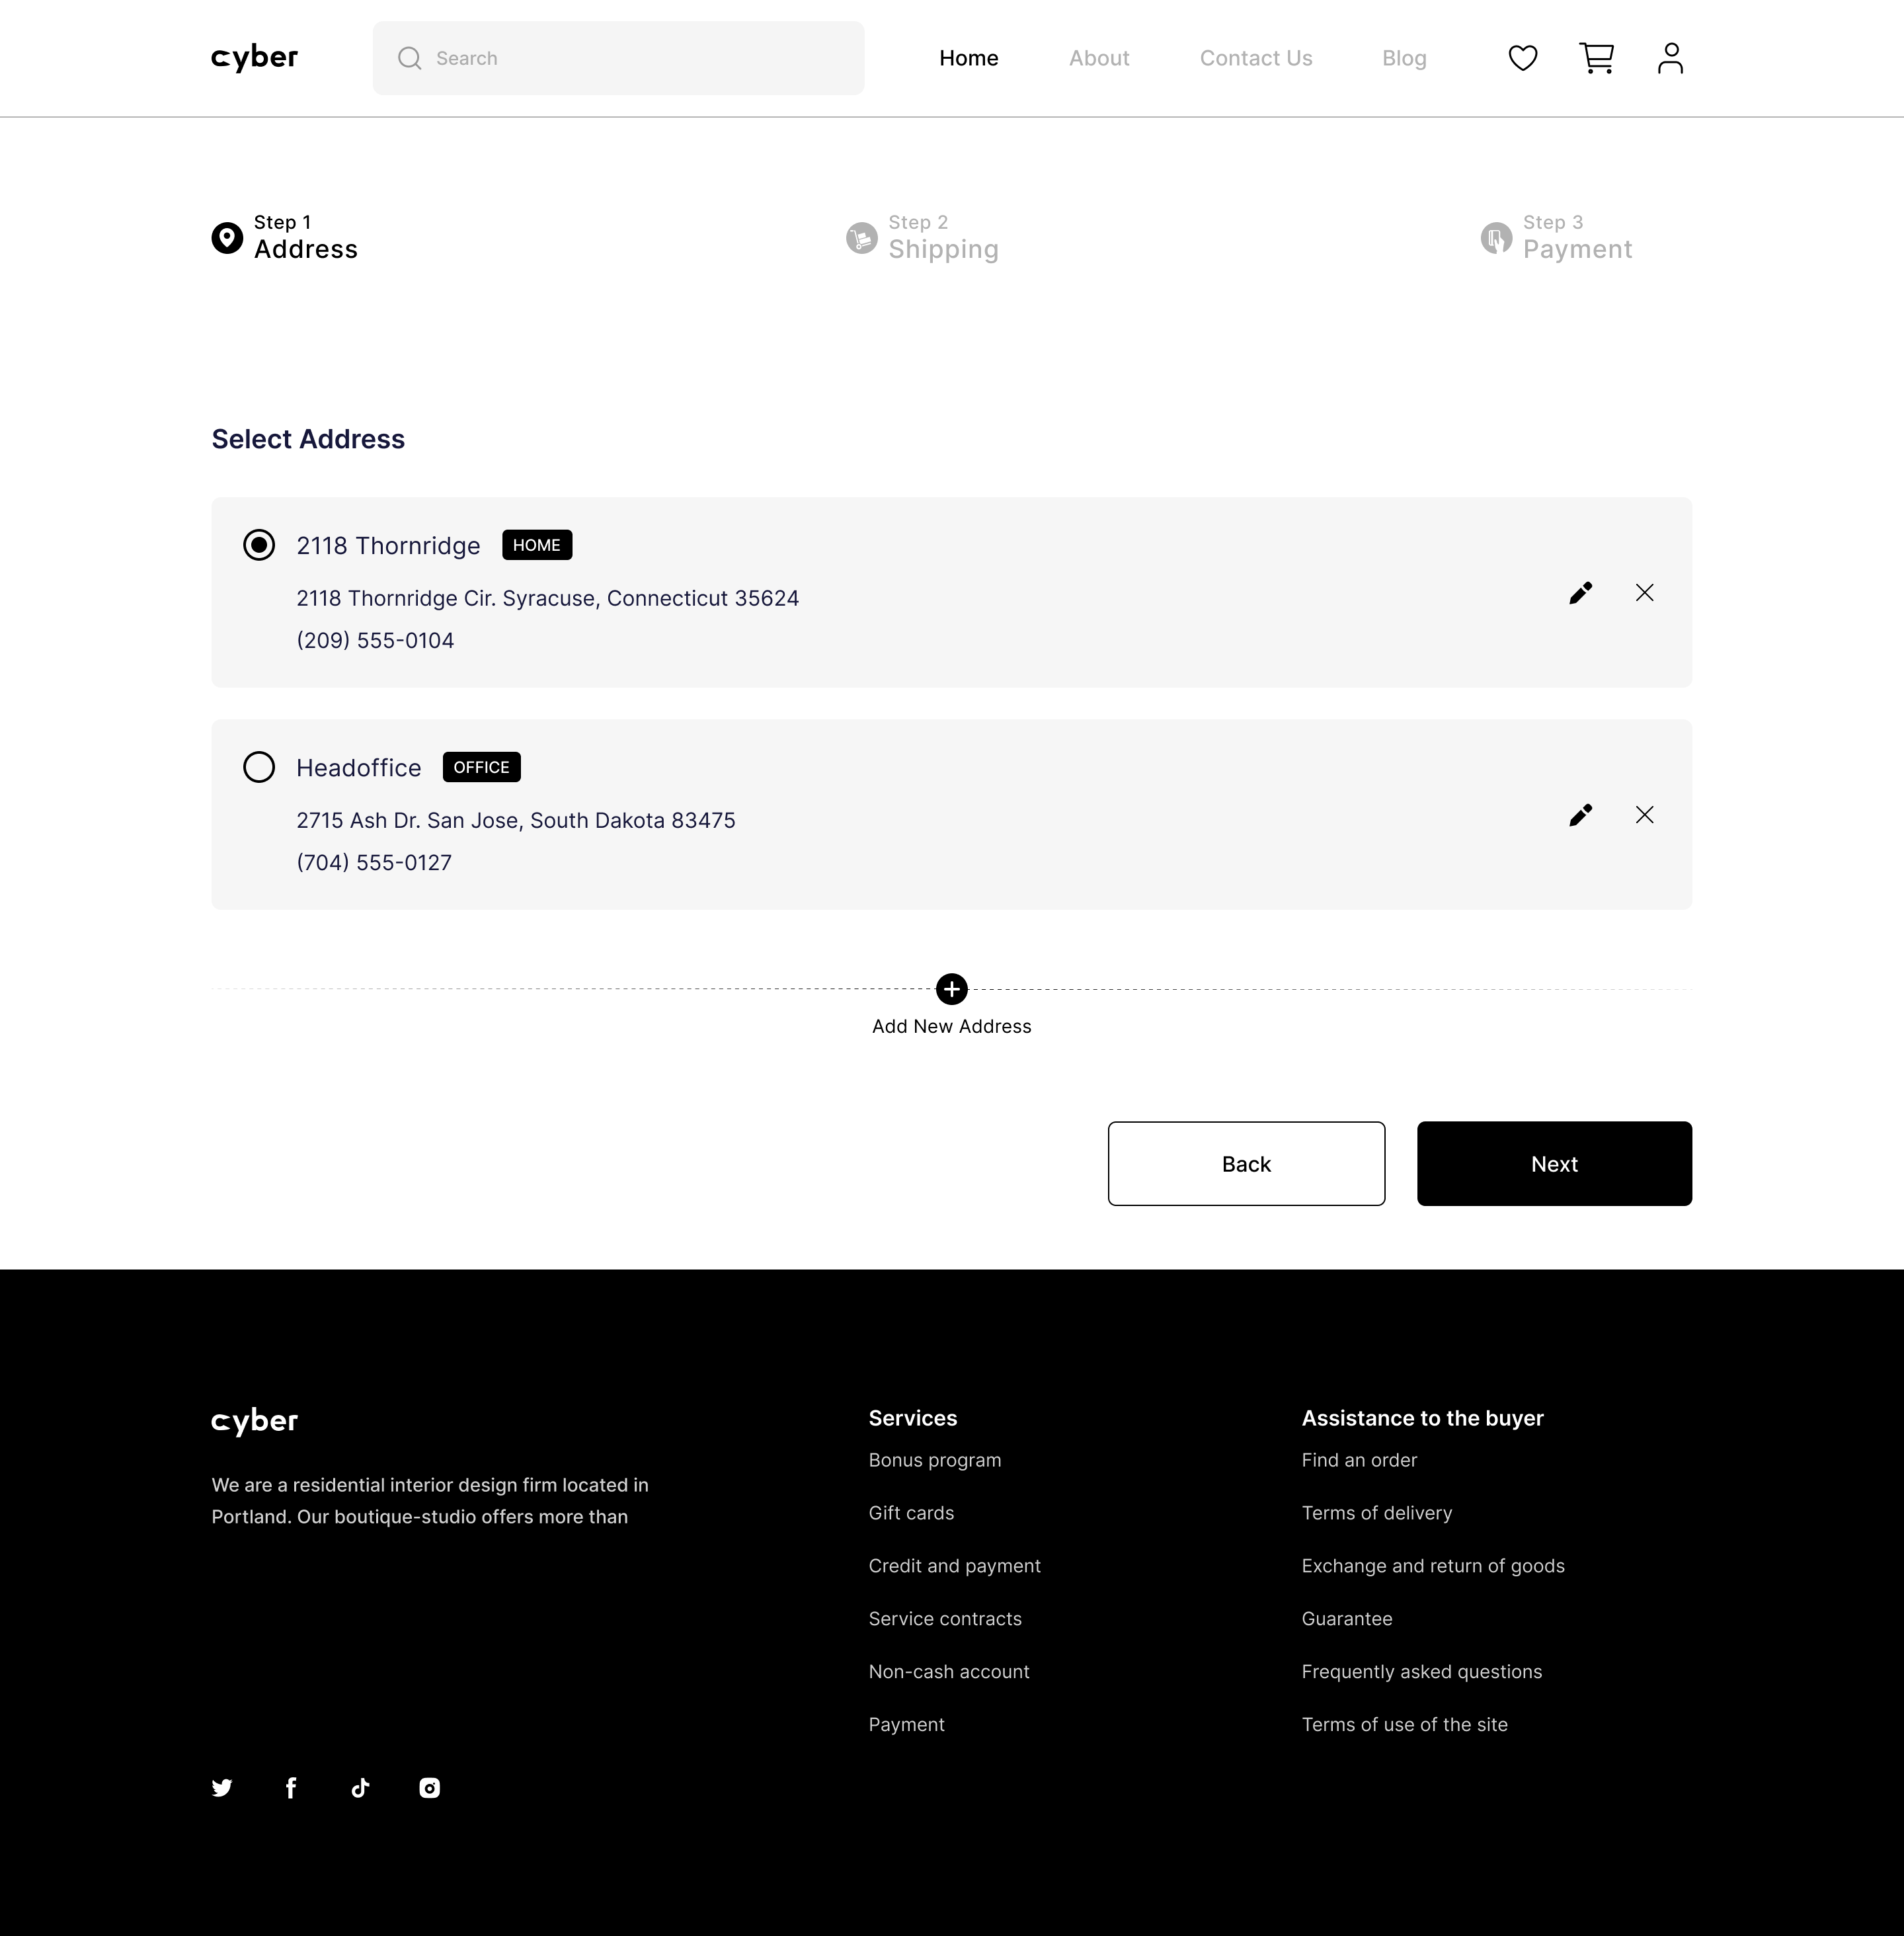 cyber
Search
Home
About
Contact Us
Blog
Step 1
Address
Step 2
Shipping
Step 3
Payment
Select Address
2118 Thornridge
HOME
2118 Thornridge Cir. Syracuse, Connecticut 35624
(209) 555-0104
Headoffice
OFFICE
2715 Ash Dr. San Jose, South Dakota 83475
(704) 555-0127
Add New Address
Back
Next
cyber
We are a residential interior design firm located in
Portland. Our boutique-studio offers more than
Services
Bonus program
Gift cards
Credit and payment
Service contracts
Non-cash account
Payment
Assistance to the buyer
Find an order
Terms of delivery
Exchange and return of goods
Guarantee
Frequently asked questions
Terms of use of the site